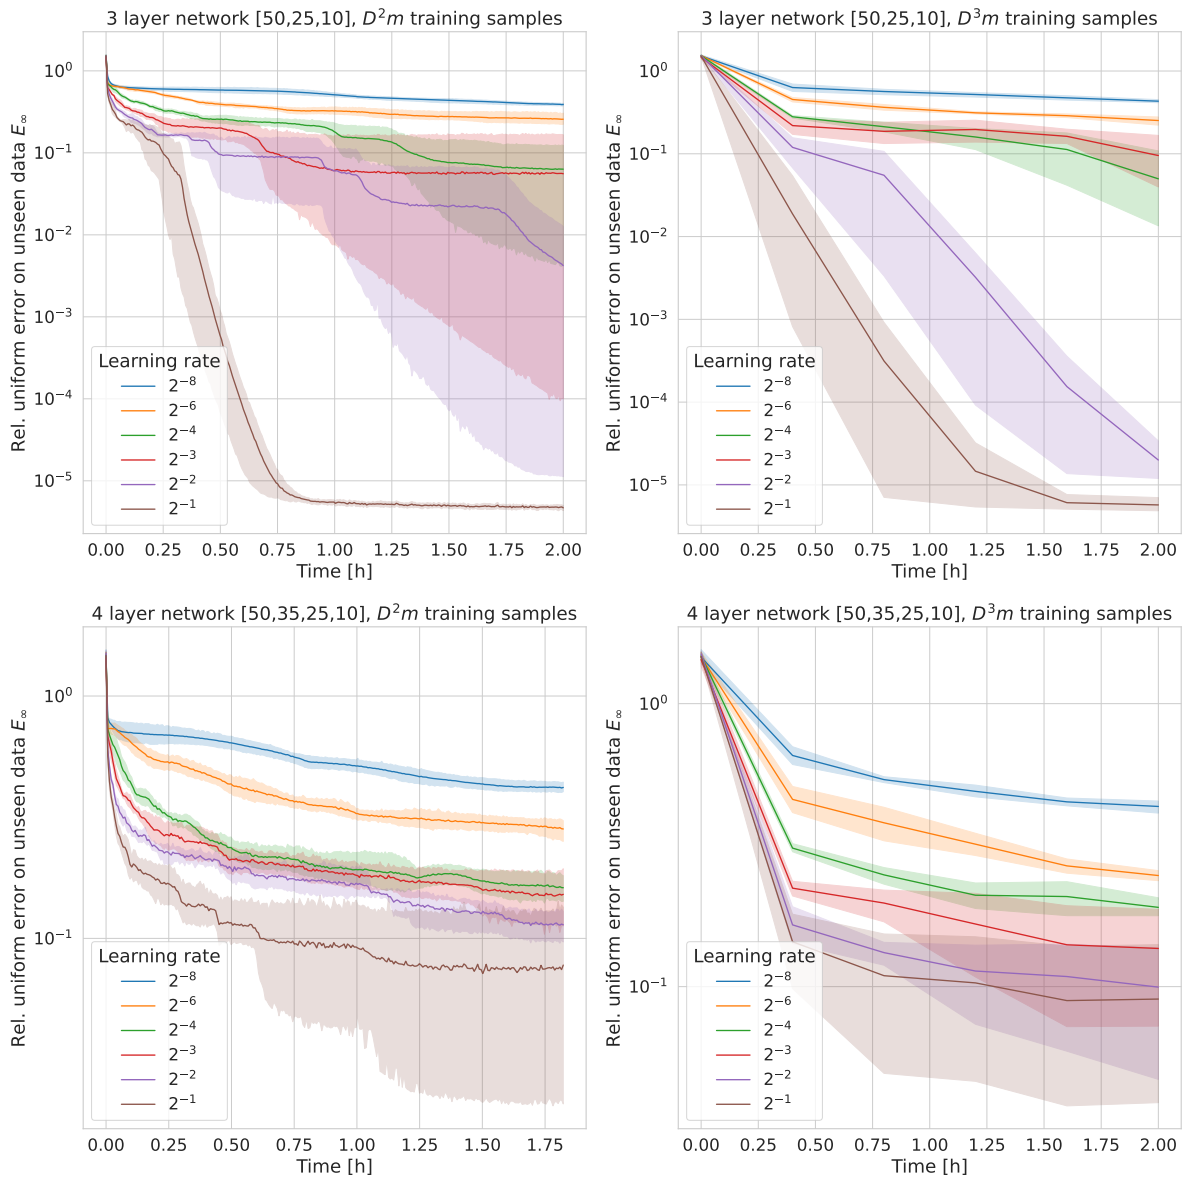 3 layer network [50,25,10], D²m training samples
Rel. uniform error on unseen data E∞
10⁰
10⁻¹
10⁻²
10⁻³
10⁻⁴
10⁻⁵
Learning rate
2⁻⁸
2⁻⁶
2⁻⁴
2⁻³
2⁻²
2⁻¹
0.00 0.25 0.50 0.75 1.00 1.25 1.50 1.75 2.00
Time [h]
3 layer network [50,25,10], D³m training samples
Rel. uniform error on unseen data E∞
10⁰
10⁻¹
10⁻²
10⁻³
10⁻⁴
10⁻⁵
Learning rate
2⁻⁸
2⁻⁶
2⁻⁴
2⁻³
2⁻²
2⁻¹
0.00 0.25 0.50 0.75 1.00 1.25 1.50 1.75 2.00
Time [h]
4 layer network [50,35,25,10], D²m training samples
Rel. uniform error on unseen data E∞
10⁰
10⁻¹
Learning rate
2⁻⁸
2⁻⁶
2⁻⁴
2⁻³
2⁻²
2⁻¹
0.00 0.25 0.50 0.75 1.00 1.25 1.50 1.75
Time [h]
4 layer network [50,35,25,10], D³m training samples
Rel. uniform error on unseen data E∞
10⁰
10⁻¹
Learning rate
2⁻⁸
2⁻⁶
2⁻⁴
2⁻³
2⁻²
2⁻¹
0.00 0.25 0.50 0.75 1.00 1.25 1.50 1.75 2.00
Time [h]